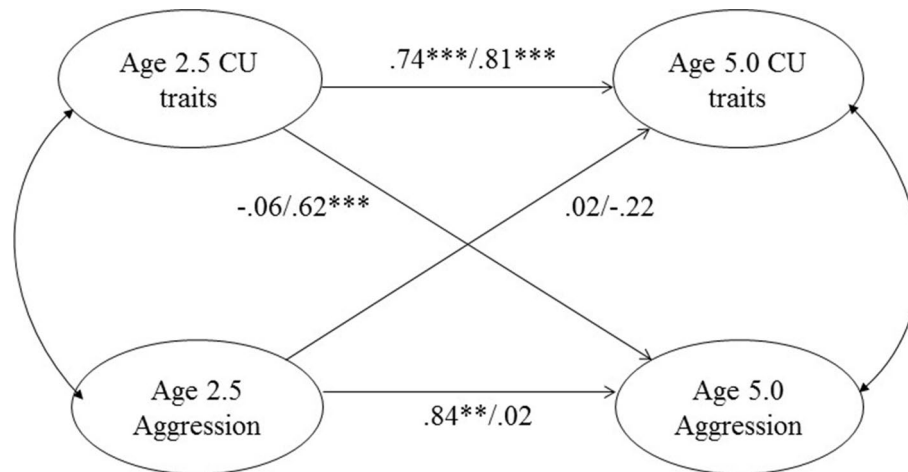 Age 2.5 CU
traits
.74***/.81***
Age 5.0 CU
traits
-.06/.62***
.02/-.22
Age 2.5
Aggression
.84**/.02
Age 5.0
Aggression